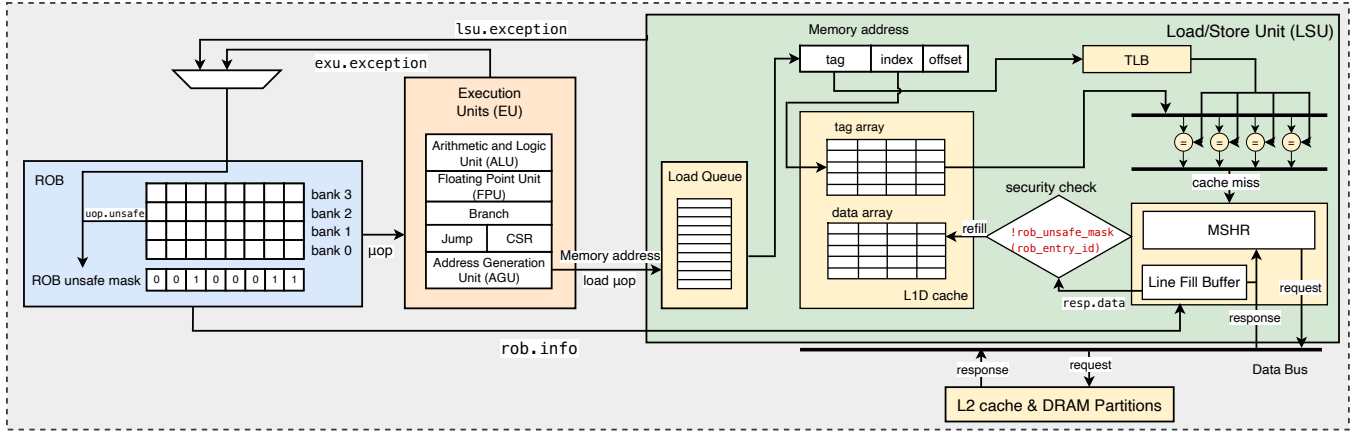 lsu.exception
exu.exception
ROB
bank 3
bank 2
bank 1
bank 0
uop.unsafe
ROB unsafe mask
0 0 1 0 0 0 1 1
μop
rob.info
Execution
Units (EU)
Arithmetic and Logic
Unit (ALU)
Floating Point Unit
(FPU)
Branch
Jump
CSR
Address Generation
Unit (AGU)
Memory address
load μop
Load/Store Unit (LSU)
Load Queue
Memory address
tag
index
offset
TLB
tag array
data array
L1D cache
= = = =
cache miss
security check
!rob_unsafe_mask
(rob_entry_id)
refill
MSHR
Line Fill Buffer
resp.data
response
request
Data Bus
response
request
L2 cache & DRAM Partitions